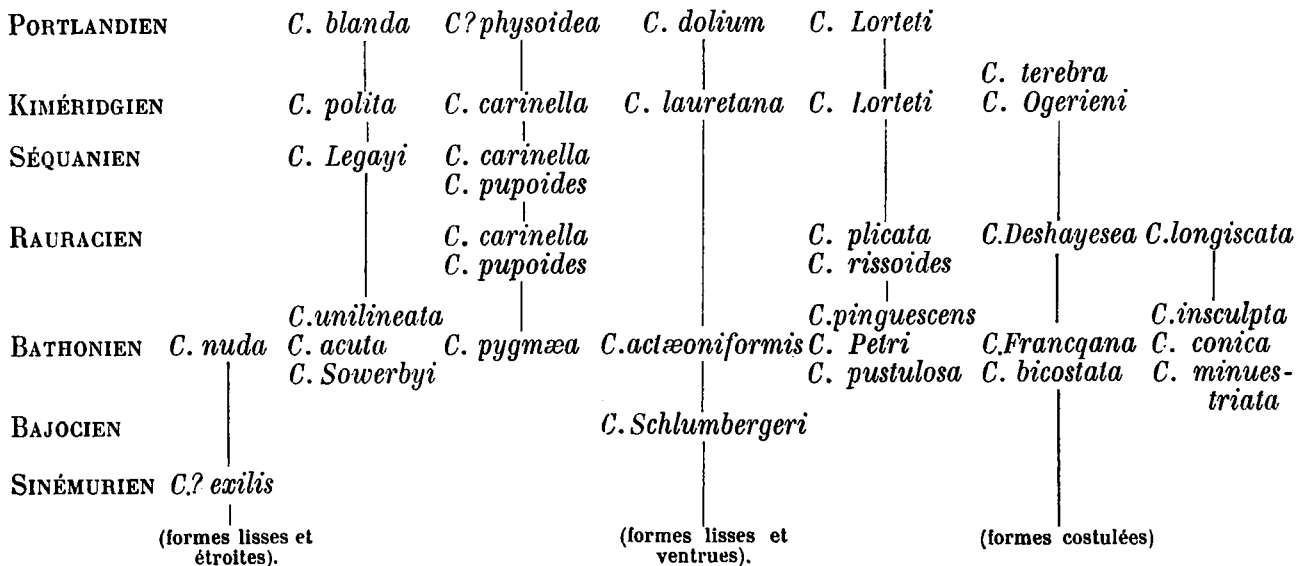 PORTLANDIEN C. blanda C? physoidea C. dolium C. Lorteti
C. terebra
KIMÉRIDGIEN C. polita C. carinella C. lauretana C. Lorteti C. Ogerieni
SÉQUANIEN C. Legayi C. carinella
C. pupoides
RAURACIEN C. carinella C. plicata C. Deshayesea C. longiscata
C. pupoides C. rissoides
C. unilineata C. pinguescens C. insculpta
BATHONIEN C. nuda C. acuta C. pygmæa C. actæoniformis C. Petri C. Francqana C. conica
C. Sowerbyi C. pustulosa C. bicostata C. minues-
triata
BAJOCIEN C. Schlumbergeri
SINÉMURIEN C.? exilis
(formes lisses et (formes lisses et (formes costulées)
étroites). ventrues).